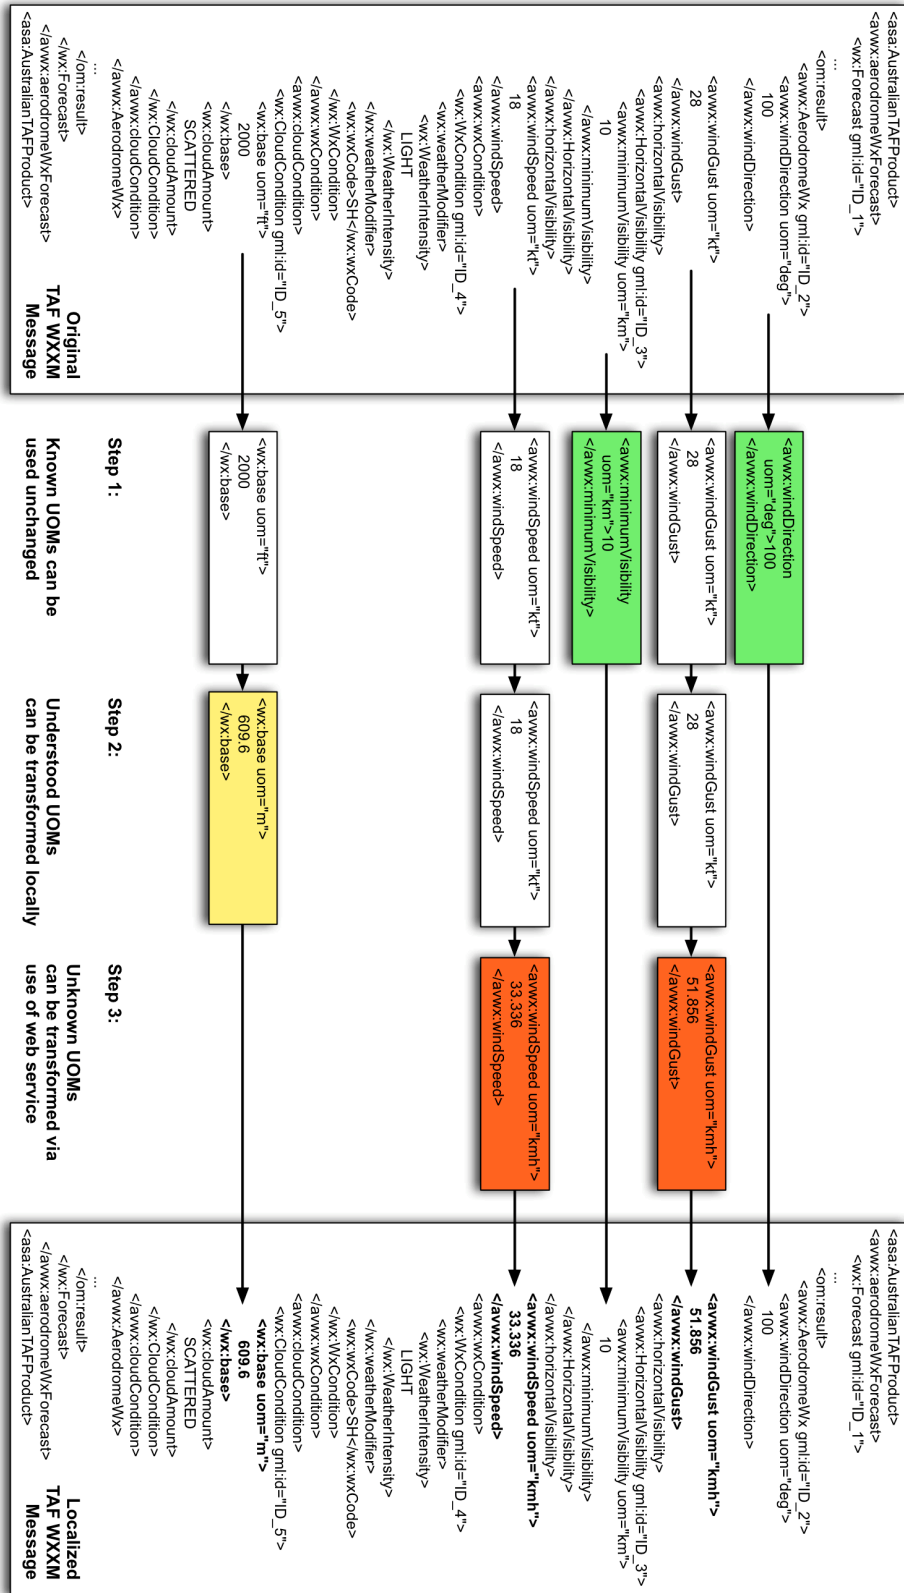 <asa:AustralianTAFProduct>
<avwx:aerodromeWxForecast>
<wx:Forecast gml:id="ID_1">
...
<om:result>
<avwx:AerodromeWx gml:id="ID_2">
<avwx:windDirection uom="deg">
100
</avwx:windDirection>
<avwx:windGust uom="kt">
28
</avwx:windGust>
<avwx:horizontalVisibility>
<avwx:HorizontalVisibility gml:id="ID_3">
<avwx:minimumVisibility uom="km">
10
</avwx:minimumVisibility>
</avwx:HorizontalVisibility>
</avwx:horizontalVisibility>
<avwx:windSpeed uom="kt">
18
</avwx:windSpeed>
<avwx:wxCondition>
<wx:WxCondition gml:id="ID_4">
<wx:weatherModifier>
<wx:WeatherIntensity>
LIGHT
</wx:WeatherIntensity>
</wx:weatherModifier>
<wx:wxCode>SH</wx:wxCode>
</wx:WxCondition>
</avwx:wxCondition>
<avwx:cloudCondition>
<wx:CloudCondition gml:id="ID_5">
<wx:base uom="ft">
2000
</wx:base>
<wx:cloudAmount>
SCATTERED
</wx:cloudAmount>
</wx:CloudCondition>
</avwx:cloudCondition>
</avwx:AerodromeWx>
...
</om:result>
</wx:Forecast>
</avwx:aerodromeWxForecast>
<asa:AustralianTAFProduct>
Original
TAF WXXM
Message
<avwx:windDirection
uom="deg">100
</avwx:windDirection>
<avwx:windGust uom="kt">
28
</avwx:windGust>
<avwx:minimumVisibility
uom="km">10
</avwx:minimumVisibility>
<avwx:windSpeed uom="kt">
18
</avwx:windSpeed>
<wx:base uom="ft">
2000
</wx:base>
Step 1:
Known UOMs can be
used unchanged
<avwx:windGust uom="kt">
28
</avwx:windGust>
<avwx:windSpeed uom="kt">
18
</avwx:windSpeed>
<wx:base uom="m">
609.6
</wx:base>
Step 2:
Understood UOMs
can be transformed locally
<avwx:windGust uom="kmh">
51.856
</avwx:windGust>
<avwx:windSpeed uom="kmh">
33.336
</avwx:windSpeed>
Step 3:
Unknown UOMs
can be transformed via
use of web service
<asa:AustralianTAFProduct>
<avwx:aerodromeWxForecast>
<wx:Forecast gml:id="ID_1">
...
<om:result>
<avwx:AerodromeWx gml:id="ID_2">
<avwx:windDirection uom="deg">
100
</avwx:windDirection>
<avwx:windGust uom="kmh">
51.856
</avwx:windGust>
<avwx:horizontalVisibility>
<avwx:HorizontalVisibility gml:id="ID_3">
<avwx:minimumVisibility uom="km">
10
</avwx:minimumVisibility>
</avwx:HorizontalVisibility>
</avwx:horizontalVisibility>
<avwx:windSpeed uom="kmh">
33.336
</avwx:windSpeed>
<avwx:wxCondition>
<wx:WxCondition gml:id="ID_4">
<wx:weatherModifier>
<wx:WeatherIntensity>
LIGHT
</wx:WeatherIntensity>
</wx:weatherModifier>
<wx:wxCode>SH</wx:wxCode>
</wx:WxCondition>
</avwx:wxCondition>
<avwx:cloudCondition>
<wx:CloudCondition gml:id="ID_5">
<wx:base uom="m">
609.6
</wx:base>
<wx:cloudAmount>
SCATTERED
</wx:cloudAmount>
</wx:CloudCondition>
</avwx:cloudCondition>
</avwx:AerodromeWx>
...
</om:result>
</wx:Forecast>
</avwx:aerodromeWxForecast>
<asa:AustralianTAFProduct>
Localized
TAF WXXM
Message